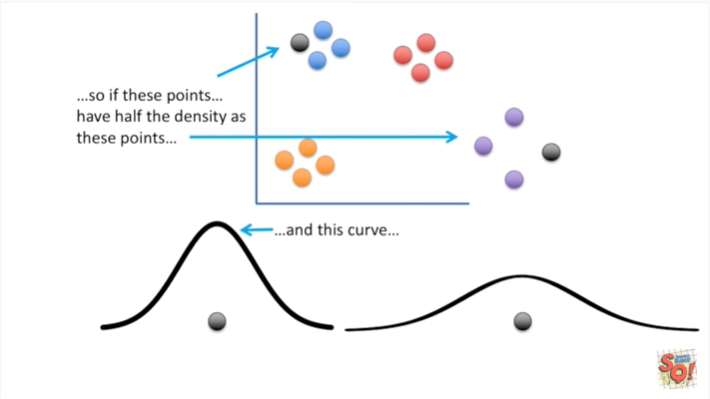 ...so if these points...
have half the density as
these points...
...and this curve...
SQ!